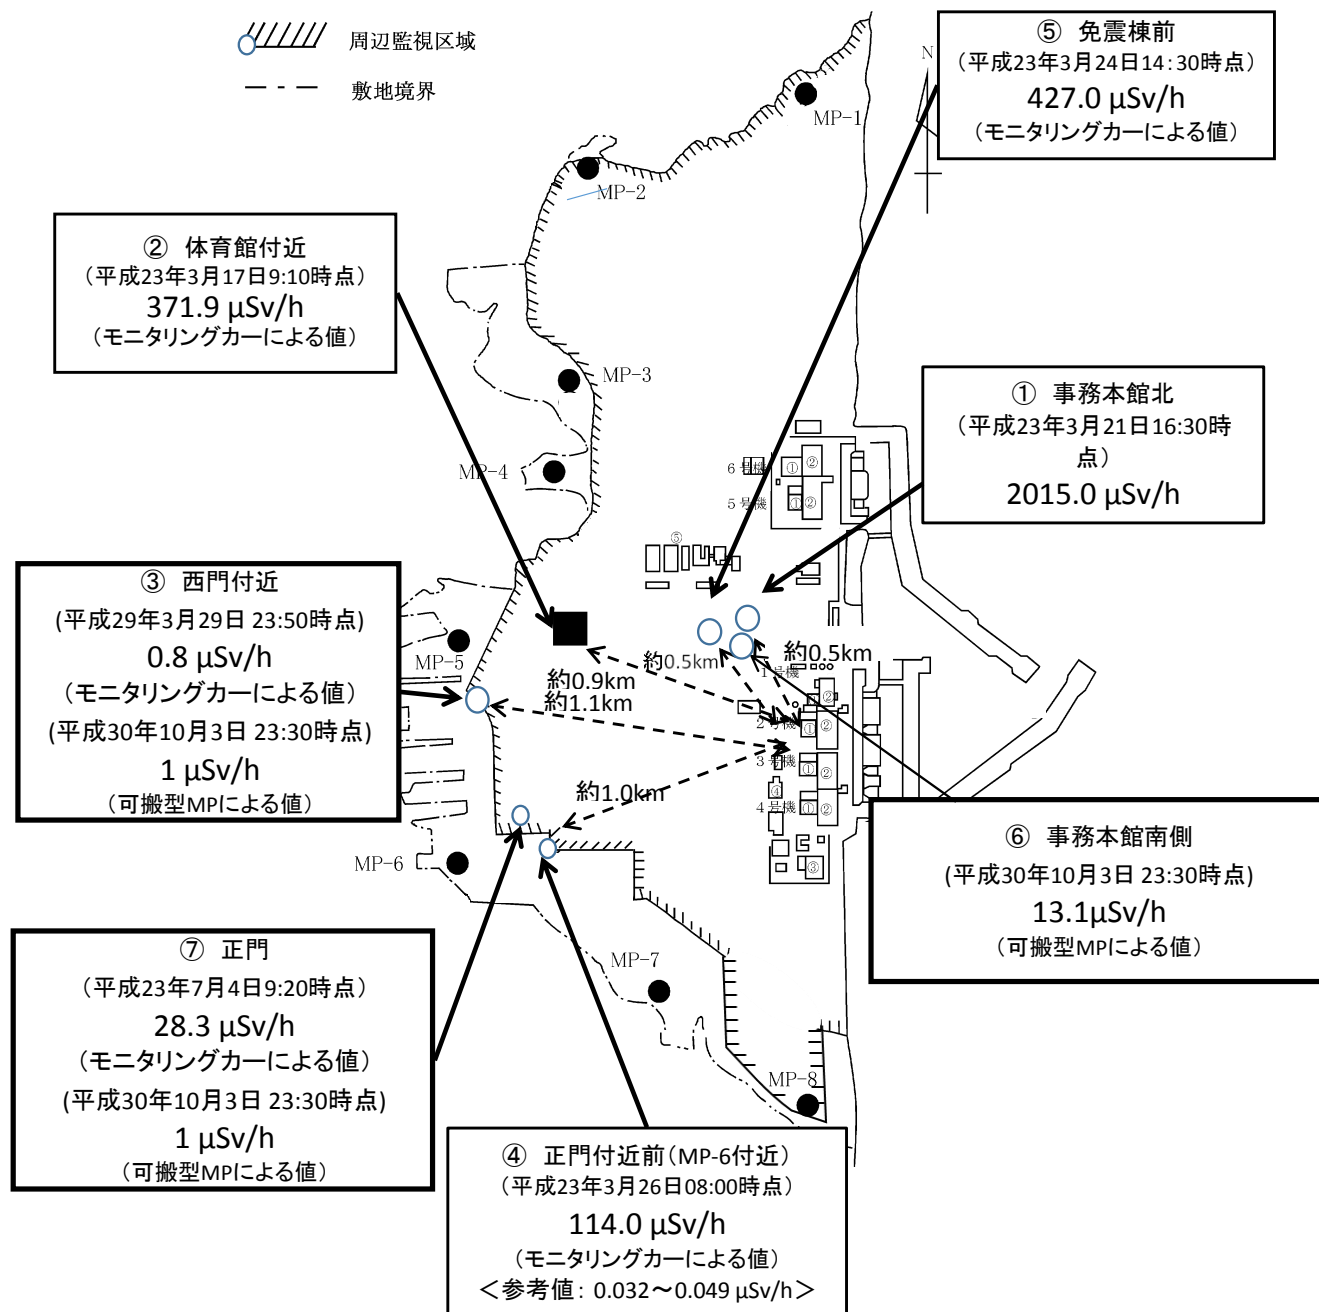 周辺監視区域
敷地境界
⑤ 免震棟前
(平成23年3月24日14:30時点)
427.0 μSv/h
(モニタリングカーによる値)
N
MP-1
MP-2
② 体育館付近
(平成23年3月17日9:10時点)
371.9 μSv/h
(モニタリングカーによる値)
MP-3
MP-4
① 事務本館北
(平成23年3月21日16:30時
点)
2015.0 μSv/h
6号機
①
②
5号機
①
②
⑤
③ 西門付近
(平成29年3月29日 23:50時点)
0.8 μSv/h
(モニタリングカーによる値)
(平成30年10月3日 23:30時点)
1 μSv/h
(可搬型MPによる値)
MP-5
約0.9km
約1.1km
約0.5km
約0.5km
1号機
②
2号機
①
②
3号機
①
②
④
4号機
①
②
③
約1.0km
MP-6
⑥ 事務本館南側
(平成30年10月3日 23:30時点)
13.1μSv/h
(可搬型MPによる値)
⑦ 正門
(平成23年7月4日9:20時点)
28.3 μSv/h
(モニタリングカーによる値)
(平成30年10月3日 23:30時点)
1 μSv/h
(可搬型MPによる値)
MP-7
MP-8
④ 正門付近前(MP-6付近)
(平成23年3月26日08:00時点)
114.0 μSv/h
(モニタリングカーによる値)
<参考値: 0.032～0.049 μSv/h>